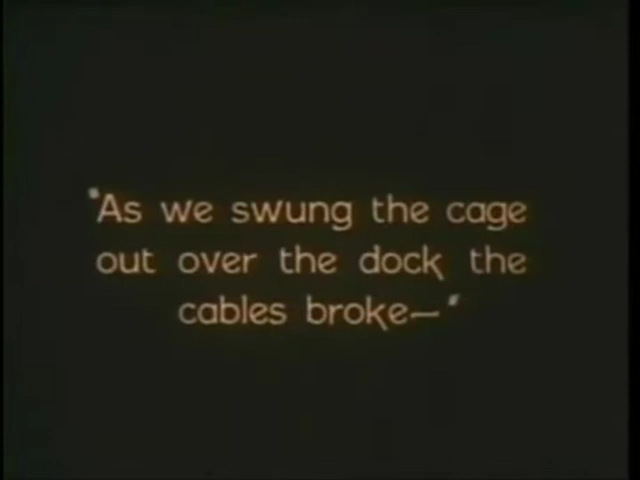 "As we swung the cage
out over the dock the
cables broke—"